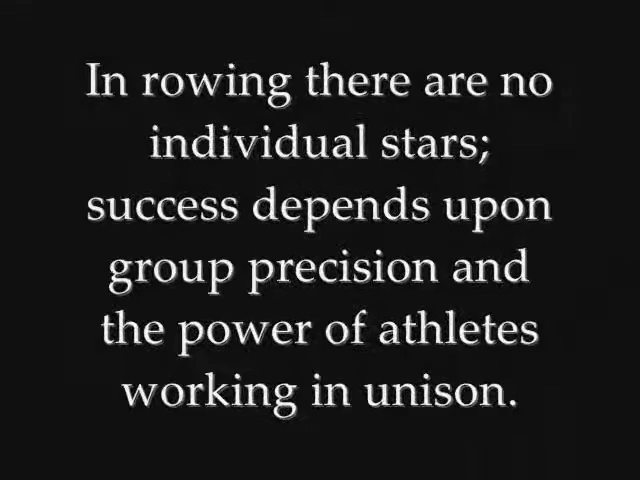 In rowing there are no
individual stars;
success depends upon
group precision and
the power of athletes
working in unison.